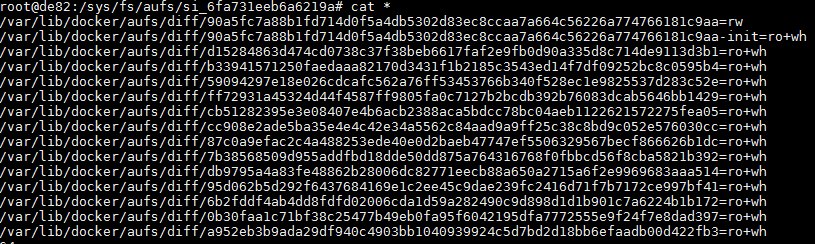 root@de82:/sys/fs/aufs/si_6fa731eeb6a6219a# cat *
/var/lib/docker/aufs/diff/90a5fc7a88b1fd714d0f5a4db5302d83ec8ccaa7a664c56226a774766181c9aa=rw
/var/lib/docker/aufs/diff/90a5fc7a88b1fd714d0f5a4db5302d83ec8ccaa7a664c56226a774766181c9aa-init=ro+wh
/var/lib/docker/aufs/diff/d15284863d474cd0738c37f38beb6617faf2e9fb0d90a335d8c714de9113d3b1=ro+wh
/var/lib/docker/aufs/diff/b33941571250faedaaa82170d3431f1b2185c3543ed14f7df09252bc8c0595b4=ro+wh
/var/lib/docker/aufs/diff/59094297e18e026cdcafc562a76ff53453766b340f528ec1e9825537d283c52e=ro+wh
/var/lib/docker/aufs/diff/ff72931a45324d44f4587ff9805fa0c7127b2bcdb392b76083dcab5646bb1429=ro+wh
/var/lib/docker/aufs/diff/cb51282395e3e08407e4b6acb2388aca5bdcc78bc04aeb1122621572275fea05=ro+wh
/var/lib/docker/aufs/diff/cc908e2ade5ba35e4e4c42e34a5562c84aad9a9ff25c38c8bd9c052e576030cc=ro+wh
/var/lib/docker/aufs/diff/87c0a9efac2c4a488253ede40e0d2baeb47747ef5506329567becf866626b1dc=ro+wh
/var/lib/docker/aufs/diff/7b38568509d955addfbd18dde50dd875a764316768f0fbbcd56f8cba5821b392=ro+wh
/var/lib/docker/aufs/diff/db9795a4a83fe48862b28006dc82771eecb88a650a2715a6f2e9969683aaa514=ro+wh
/var/lib/docker/aufs/diff/95d062b5d292f6437684169e1c2ee45c9dae239fc2416d71f7b7172ce997bf41=ro+wh
/var/lib/docker/aufs/diff/6b2fddf4ab4dd8fdfd02006cda1d59a282490c9d898d1d1b901c7a6224b1b172=ro+wh
/var/lib/docker/aufs/diff/0b30faa1c71bf38c25477b49eb0fa95f6042195dfa7772555e9f24f7e8dad397=ro+wh
/var/lib/docker/aufs/diff/a952eb3b9ada29df940c4903bb1040939924c5d7bd2d18bb6efaadb00d422fb3=ro+wh